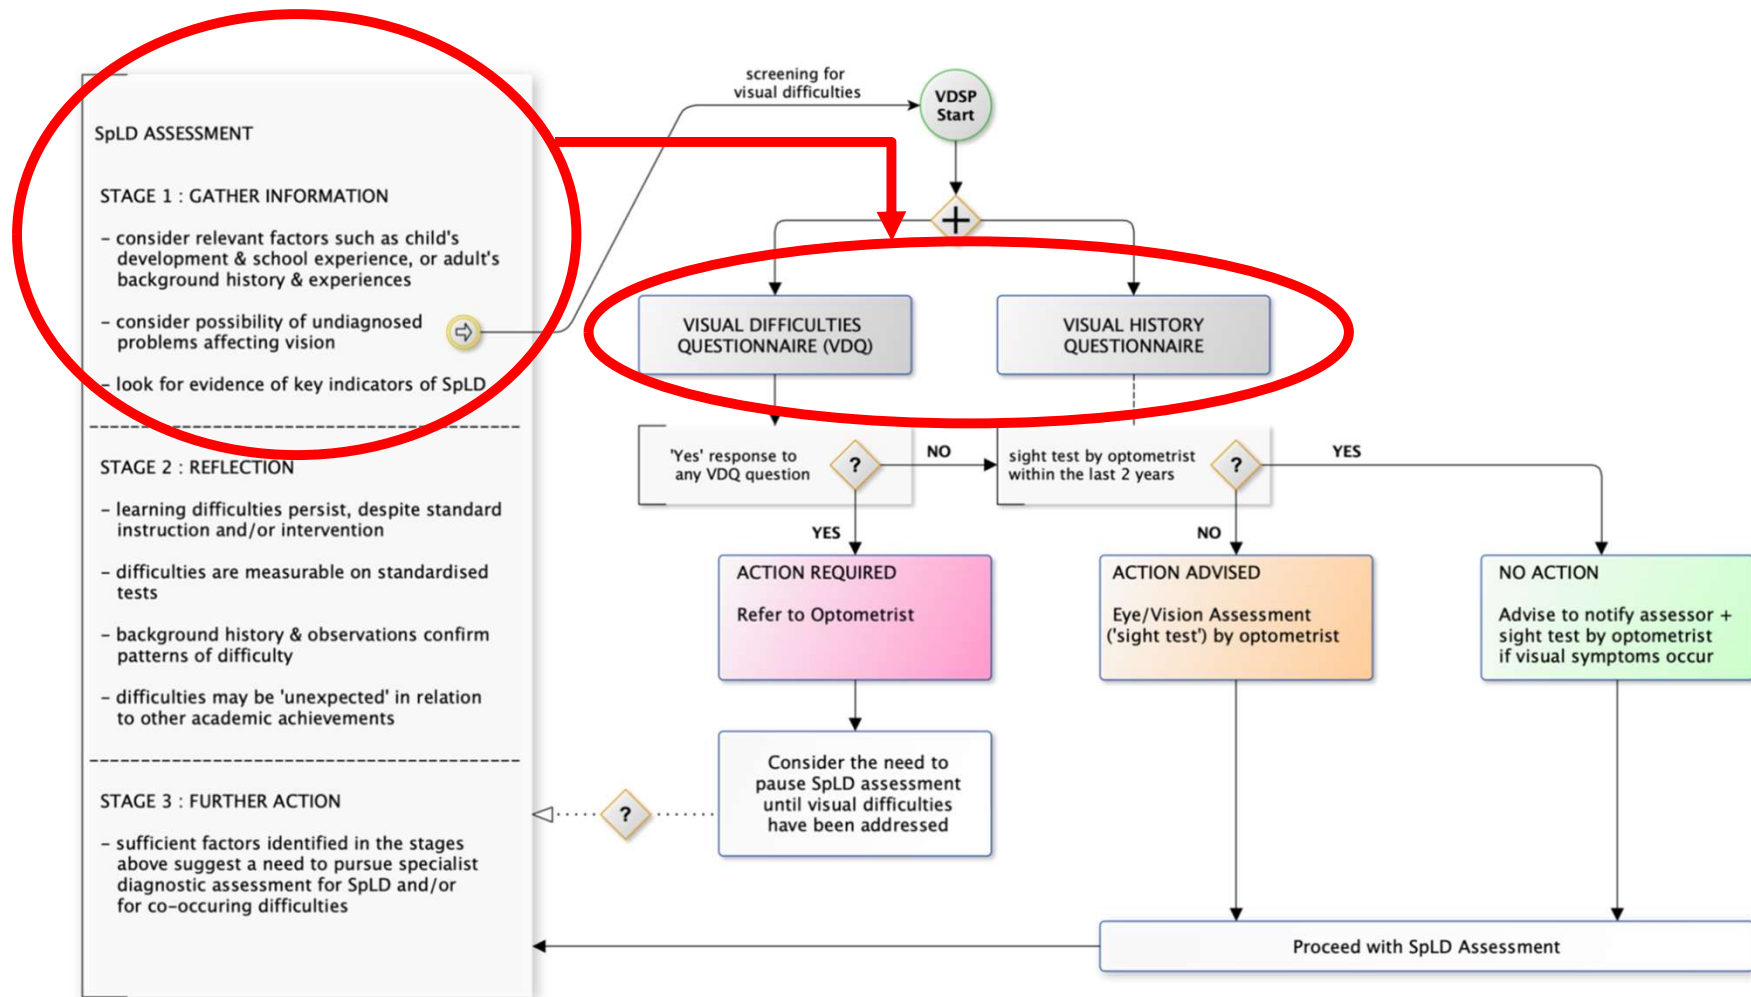 SpLD ASSESSMENT
STAGE 1 : GATHER INFORMATION
– consider relevant factors such as child's
development & school experience, or adult's
background history & experiences
– consider possibility of undiagnosed
problems affecting vision
– look for evidence of key indicators of SpLD
STAGE 2 : REFLECTION
– learning difficulties persist, despite standard
instruction and/or intervention
– difficulties are measurable on standardised
tests
– background history & observations confirm
patterns of difficulty
– difficulties may be 'unexpected' in relation
to other academic achievements
STAGE 3 : FURTHER ACTION
– sufficient factors identified in the stages
above suggest a need to pursue specialist
diagnostic assessment for SpLD and/or
for co-occuring difficulties
screening for
visual difficulties
VDSP
Start
+
VISUAL DIFFICULTIES
QUESTIONNAIRE (VDQ)
VISUAL HISTORY
QUESTIONNAIRE
'Yes' response to
any VDQ question
?
NO
sight test by optometrist
within the last 2 years
?
YES
YES
NO
ACTION REQUIRED
Refer to Optometrist
ACTION ADVISED
Eye/Vision Assessment
('sight test') by optometrist
NO ACTION
Advise to notify assessor +
sight test by optometrist
if visual symptoms occur
Consider the need to
pause SpLD assessment
until visual difficulties
have been addressed
?
Proceed with SpLD Assessment